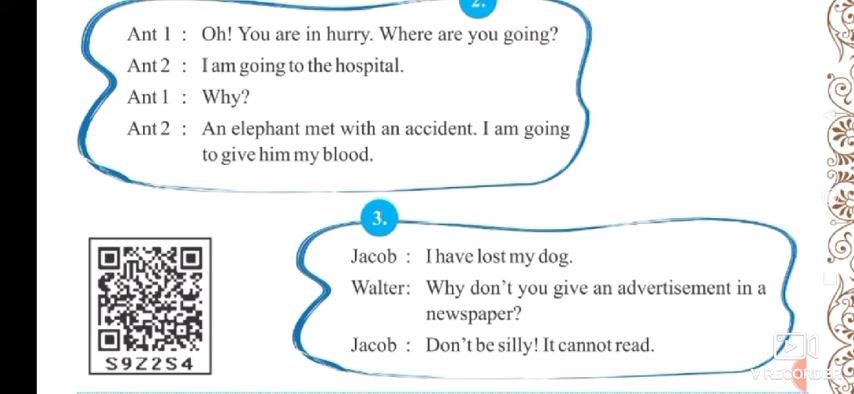 2.
Ant 1 : Oh! You are in hurry. Where are you going?
Ant 2 : I am going to the hospital.
Ant 1 : Why?
Ant 2 : An elephant met with an accident. I am going
to give him my blood.
3.
Jacob : I have lost my dog.
Walter: Why don't you give an advertisement in a
newspaper?
Jacob : Don't be silly! It cannot read.
S9Z2S4
V RECORDER